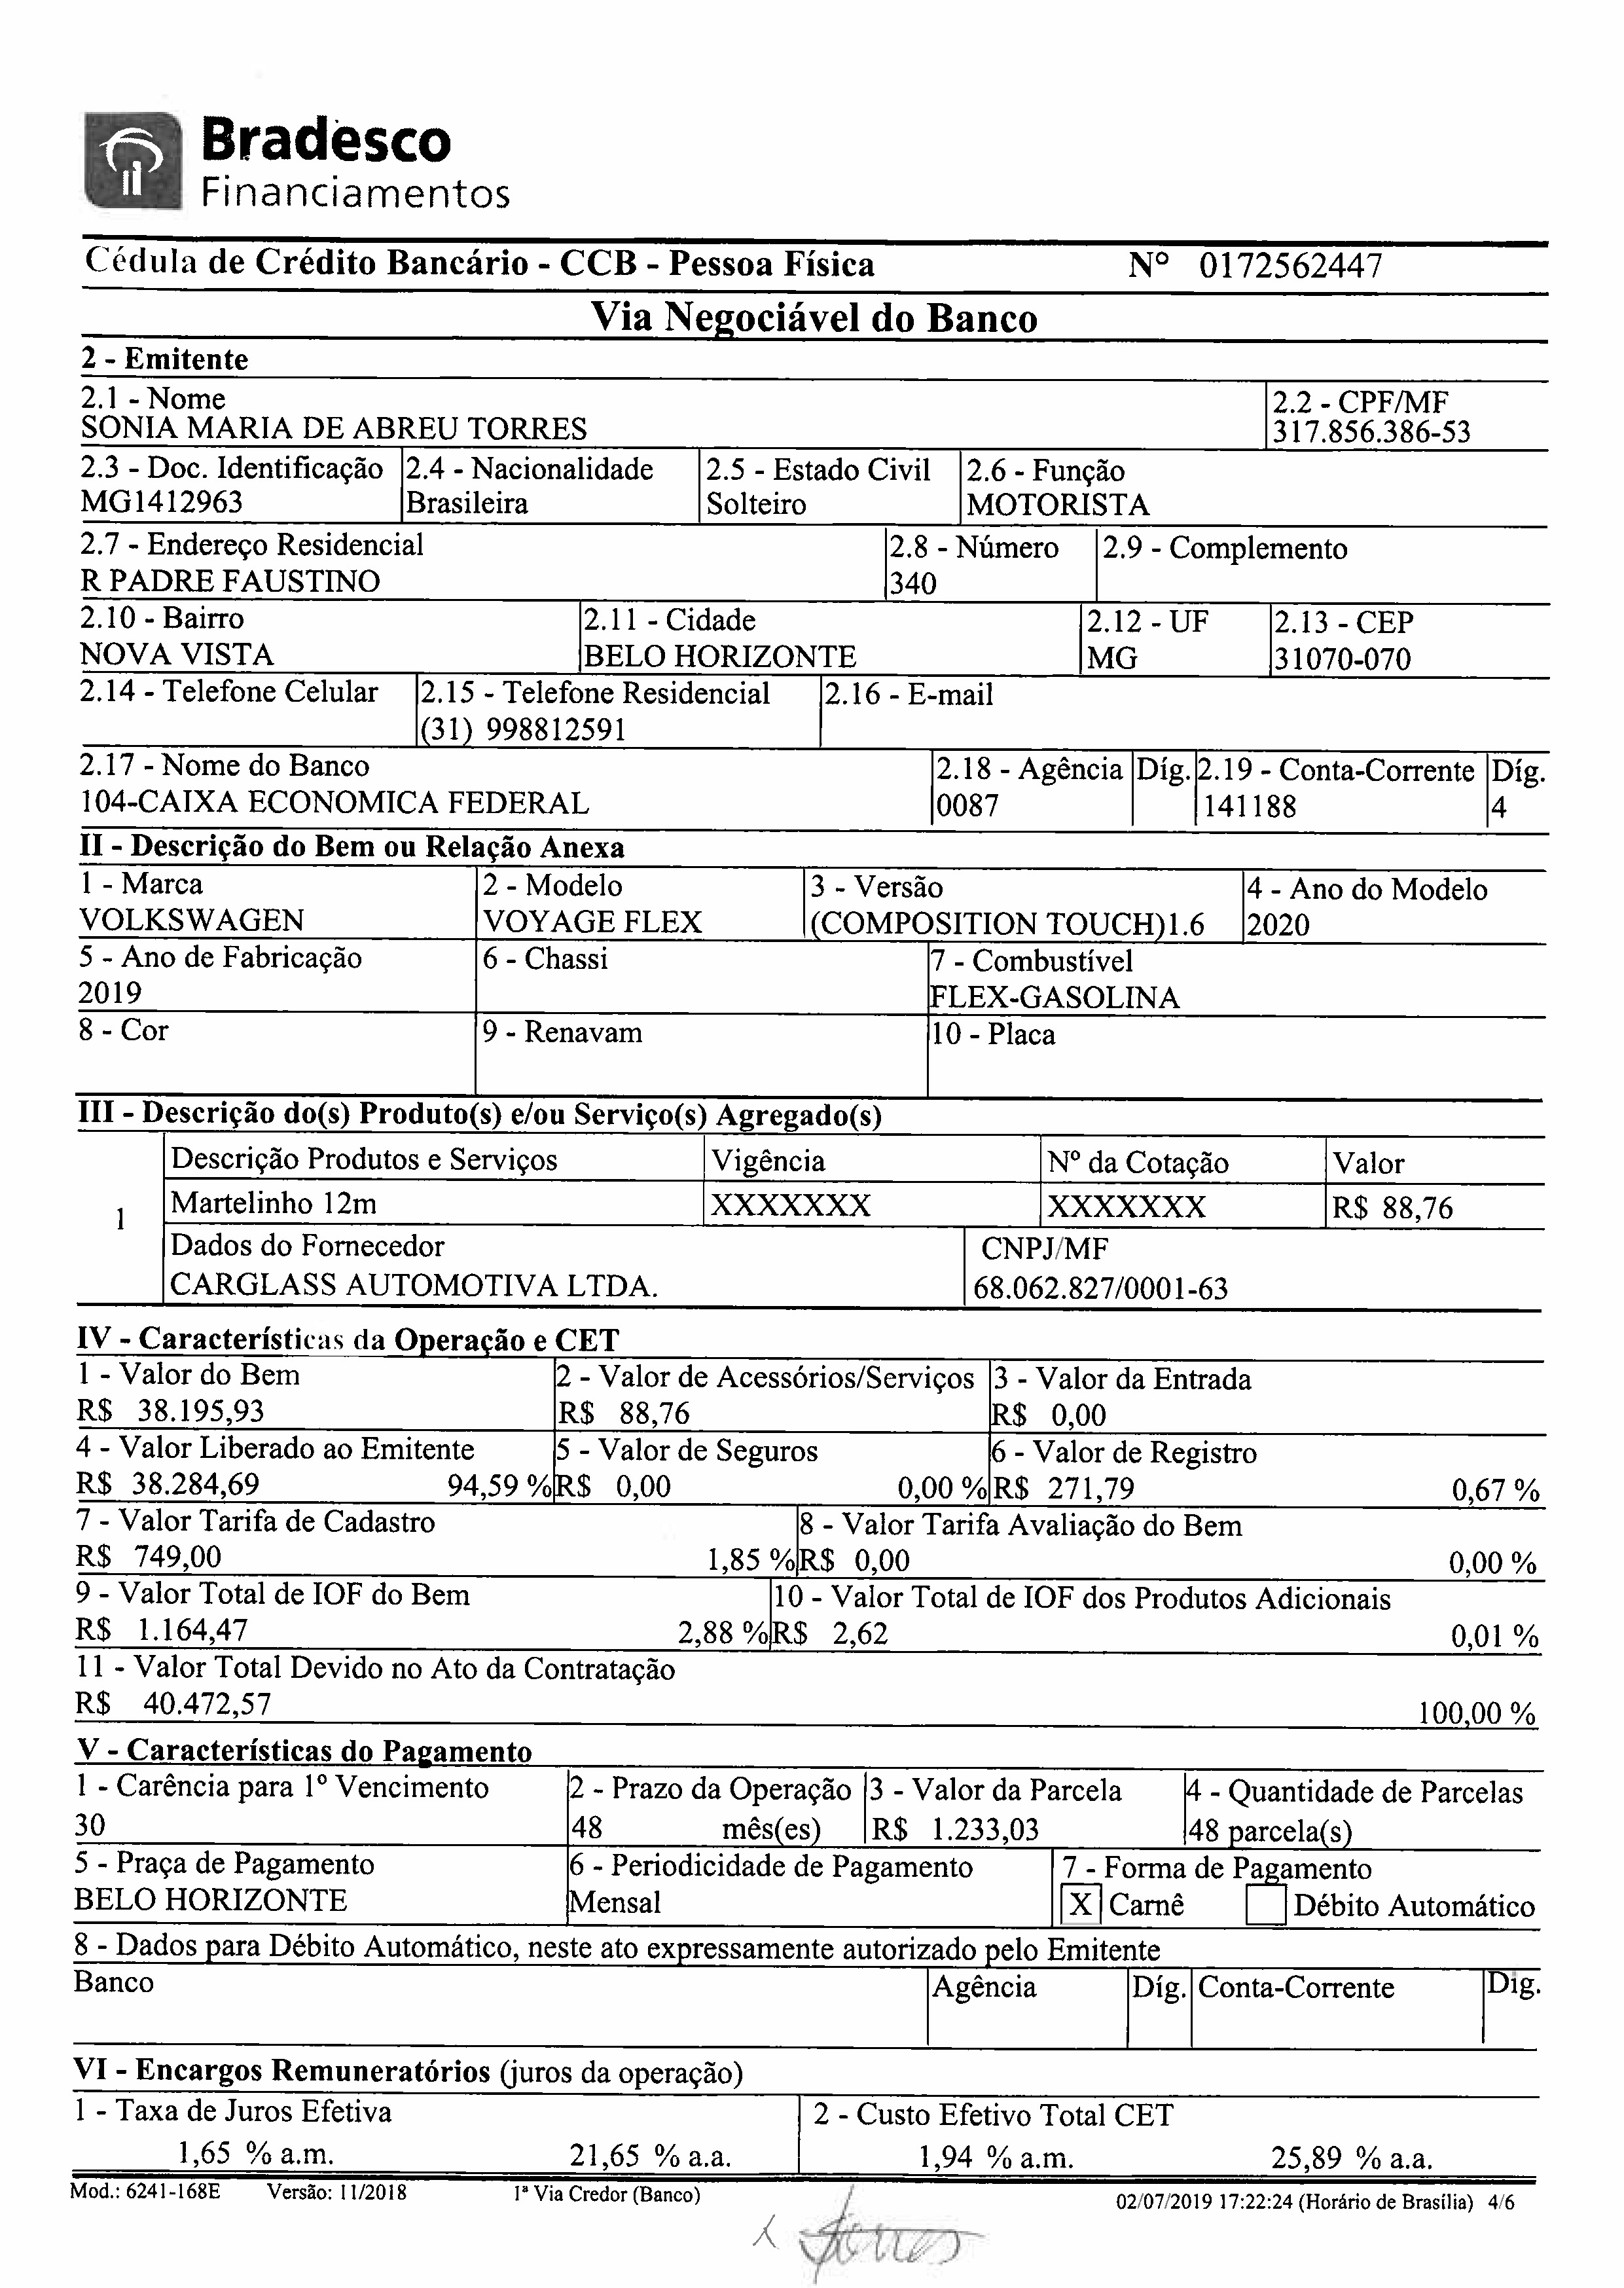 Bradesco
Financiamentos
Cédula de Crédito Bancário - CCB - Pessoa Física Nº 0172562447
Via Negociável do Banco
2 - Emitente
2.1 - Nome 2.2 - CPF/MF
SONIA MARIA DE ABREU TORRES 317.856.386-53
2.3 - Doc. Identificação 2.4 - Nacionalidade 2.5 - Estado Civil 2.6 - Função
MG1412963 Brasileira Solteiro MOTORISTA
2.7 - Endereço Residencial 2.8 - Número 2.9 - Complemento
R PADRE FAUSTINO 340
2.10 - Bairro 2.11 - Cidade 2.12 - UF 2.13 - CEP
NOVA VISTA BELO HORIZONTE MG 31070-070
2.14 - Telefone Celular 2.15 - Telefone Residencial 2.16 - E-mail
(31) 998812591
2.17 - Nome do Banco 2.18 - Agência Díg. 2.19 - Conta-Corrente Díg.
104-CAIXA ECONOMICA FEDERAL 0087 141188 4
II - Descrição do Bem ou Relação Anexa
1 - Marca 2 - Modelo 3 - Versão 4 - Ano do Modelo
VOLKSWAGEN VOYAGE FLEX (COMPOSITION TOUCH)1.6 2020
5 - Ano de Fabricação 6 - Chassi 7 - Combustível
2019 FLEX-GASOLINA
8 - Cor 9 - Renavam 10 - Placa
III - Descrição do(s) Produto(s) e/ou Serviço(s) Agregado(s)
Descrição Produtos e Serviços Vigência Nº da Cotação Valor
1 Martelinho 12m XXXXXXX XXXXXXX R$ 88,76
Dados do Fornecedor CNPJ/MF
CARGLASS AUTOMOTIVA LTDA. 68.062.827/0001-63
IV - Características da Operação e CET
1 - Valor do Bem 2 - Valor de Acessórios/Serviços 3 - Valor da Entrada
R$ 38.195,93 R$ 88,76 R$ 0,00
4 - Valor Liberado ao Emitente 5 - Valor de Seguros 6 - Valor de Registro
R$ 38.284,69 94,59 % R$ 0,00 0,00 % R$ 271,79 0,67 %
7 - Valor Tarifa de Cadastro 8 - Valor Tarifa Avaliação do Bem
R$ 749,00 1,85 % R$ 0,00 0,00 %
9 - Valor Total de IOF do Bem 10 - Valor Total de IOF dos Produtos Adicionais
R$ 1.164,47 2,88 % R$ 2,62 0,01 %
11 - Valor Total Devido no Ato da Contratação
R$ 40.472,57 100,00 %
V - Características do Pagamento
1 - Carência para 1º Vencimento 2 - Prazo da Operação 3 - Valor da Parcela 4 - Quantidade de Parcelas
30 48 mês(es) R$ 1.233,03 48 parcela(s)
5 - Praça de Pagamento 6 - Periodicidade de Pagamento 7 - Forma de Pagamento
BELO HORIZONTE Mensal X Carnê Débito Automático
8 - Dados para Débito Automático, neste ato expressamente autorizado pelo Emitente
Banco Agência Díg. Conta-Corrente Dig.
VI - Encargos Remuneratórios (juros da operação)
1 - Taxa de Juros Efetiva 2 - Custo Efetivo Total CET
1,65 % a.m. 21,65 % a.a. 1,94 % a.m. 25,89 % a.a.
Mod.: 6241-168E Versão: 11/2018 1ª Via Credor (Banco) 02/07/2019 17:22:24 (Horário de Brasília) 4/6